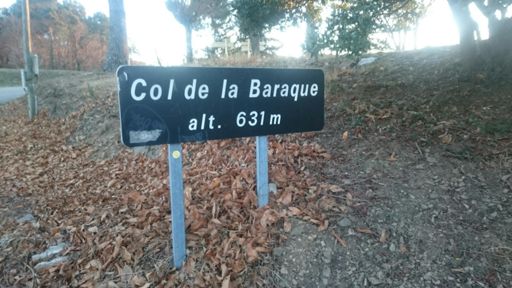 Col de la Baraque
alt. 631 m